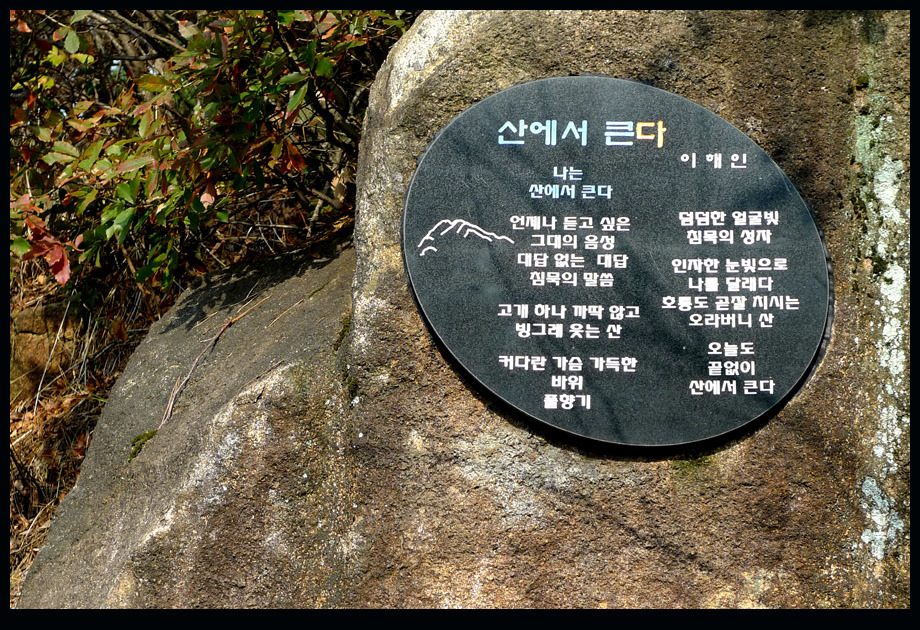 산에서 큰다
이해인
나는
산에서 큰다
언제나 듣고 싶은
그대의 음성
대답 없는 대답
침묵의 말씀
고개 하나 까딱 않고
빙그레 웃는 산
커다란 가슴 가득한
바위
풀향기
덤덤한 얼굴빛
침묵의 성자
인자한 눈빛으로
나를 달래다
호통도 곧잘 치시는
오라버니 산
오늘도
끝없이
산에서 큰다